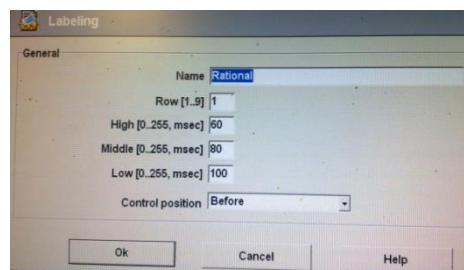 Labeling
General
Name Rational
Row [1..9] 1
High [0..255, msec] 60
Middle [0..255, msec] 80
Low [0..255, msec] 100
Control position Before
Ok Cancel Help